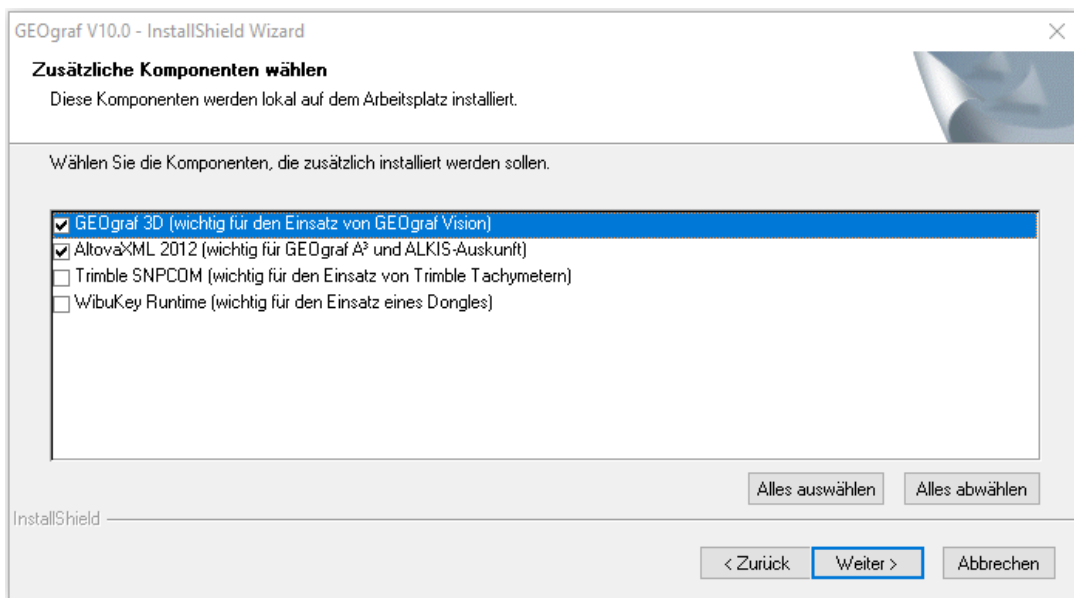 GEOgraf V10.0 - InstallShield Wizard
Zusätzliche Komponenten wählen
Diese Komponenten werden lokal auf dem Arbeitsplatz installiert.
Wählen Sie die Komponenten, die zusätzlich installiert werden sollen.
GEOgraf 3D (wichtig für den Einsatz von GEOgraf Vision)
AltovaXML 2012 (wichtig für GEOgraf A³ und ALKIS-Auskunft)
Trimble SNPCOM (wichtig für den Einsatz von Trimble Tachymetern)
WibuKey Runtime (wichtig für den Einsatz eines Dongles)
Alles auswählen Alles abwählen
InstallShield
< Zurück Weiter > Abbrechen